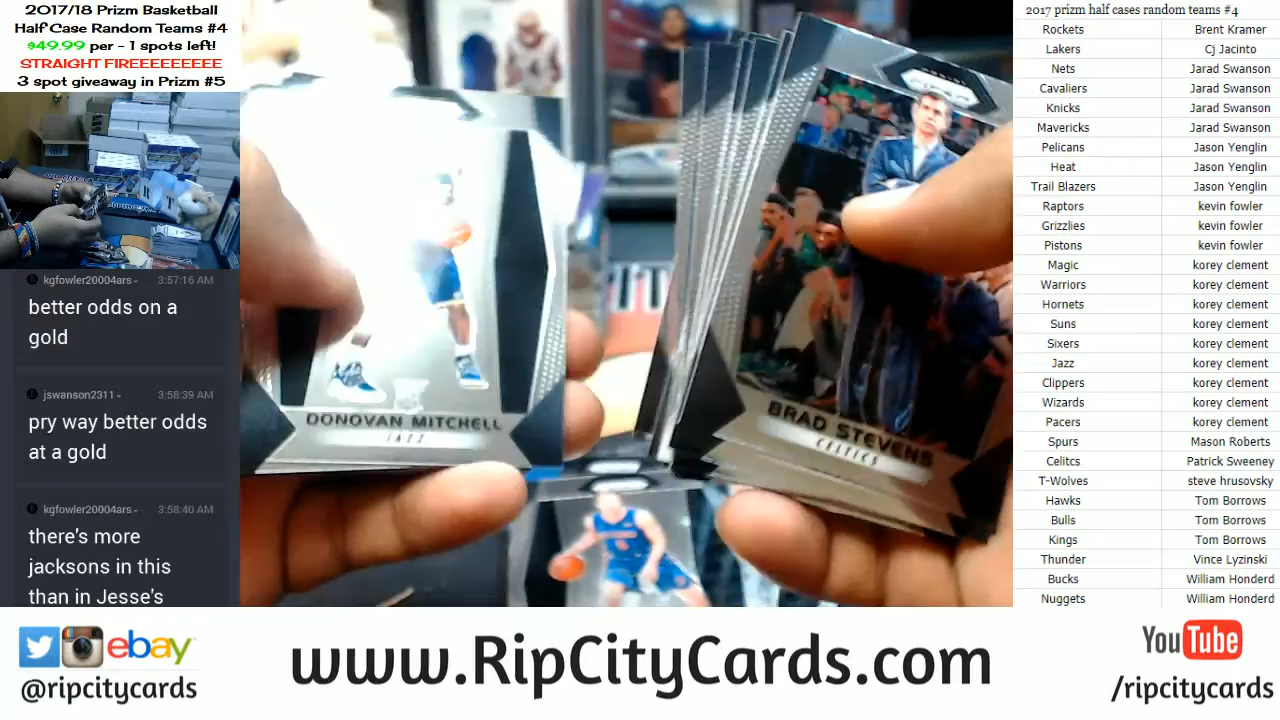 2017/18 Prizm Basketball
Half Case Random Teams #4
$49.99 per - 1 spots left!
STRAIGHT FIREEEEEEEEE
3 spot giveaway in Prizm #5
kgfowler20004ars 3:57:16 AM
better odds on a
gold
jswanson2311 3:58:39 AM
pry way better odds
at a gold
kgfowler20004ars 3:58:40 AM
there's more
jacksons in this
than in Jesse's
DONOVAN MITCHELL
JAZZ
BRAD STEVENS
CELTICS
2017 prizm half cases random teams #4
Rockets Brent Kramer
Lakers Cj Jacinto
Nets Jarad Swanson
Cavaliers Jarad Swanson
Knicks Jarad Swanson
Mavericks Jarad Swanson
Pelicans Jason Yenglin
Heat Jason Yenglin
Trail Blazers Jason Yenglin
Raptors kevin fowler
Grizzlies kevin fowler
Pistons kevin fowler
Magic korey clement
Warriors korey clement
Hornets korey clement
Suns korey clement
Sixers korey clement
Jazz korey clement
Clippers korey clement
Wizards korey clement
Pacers korey clement
Spurs Mason Roberts
Celitcs Patrick Sweeney
T-Wolves steve hrusovsky
Hawks Tom Borrows
Bulls Tom Borrows
Kings Tom Borrows
Thunder Vince Lyzinski
Bucks William Honderd
Nuggets William Honderd
ebay
@ripcitycards
www.RipCityCards.com
YouTube
/ripcitycards